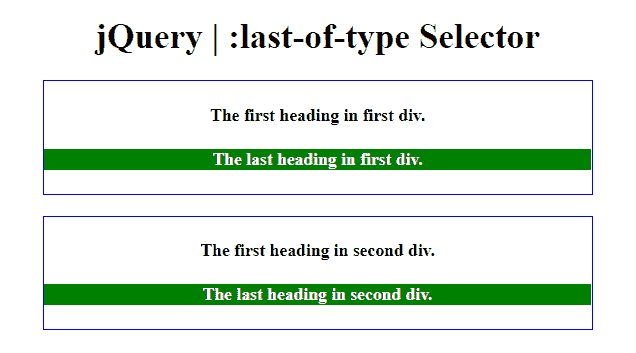 jQuery | :last-of-type Selector
The first heading in first div.
The last heading in first div.
The first heading in second div.
The last heading in second div.